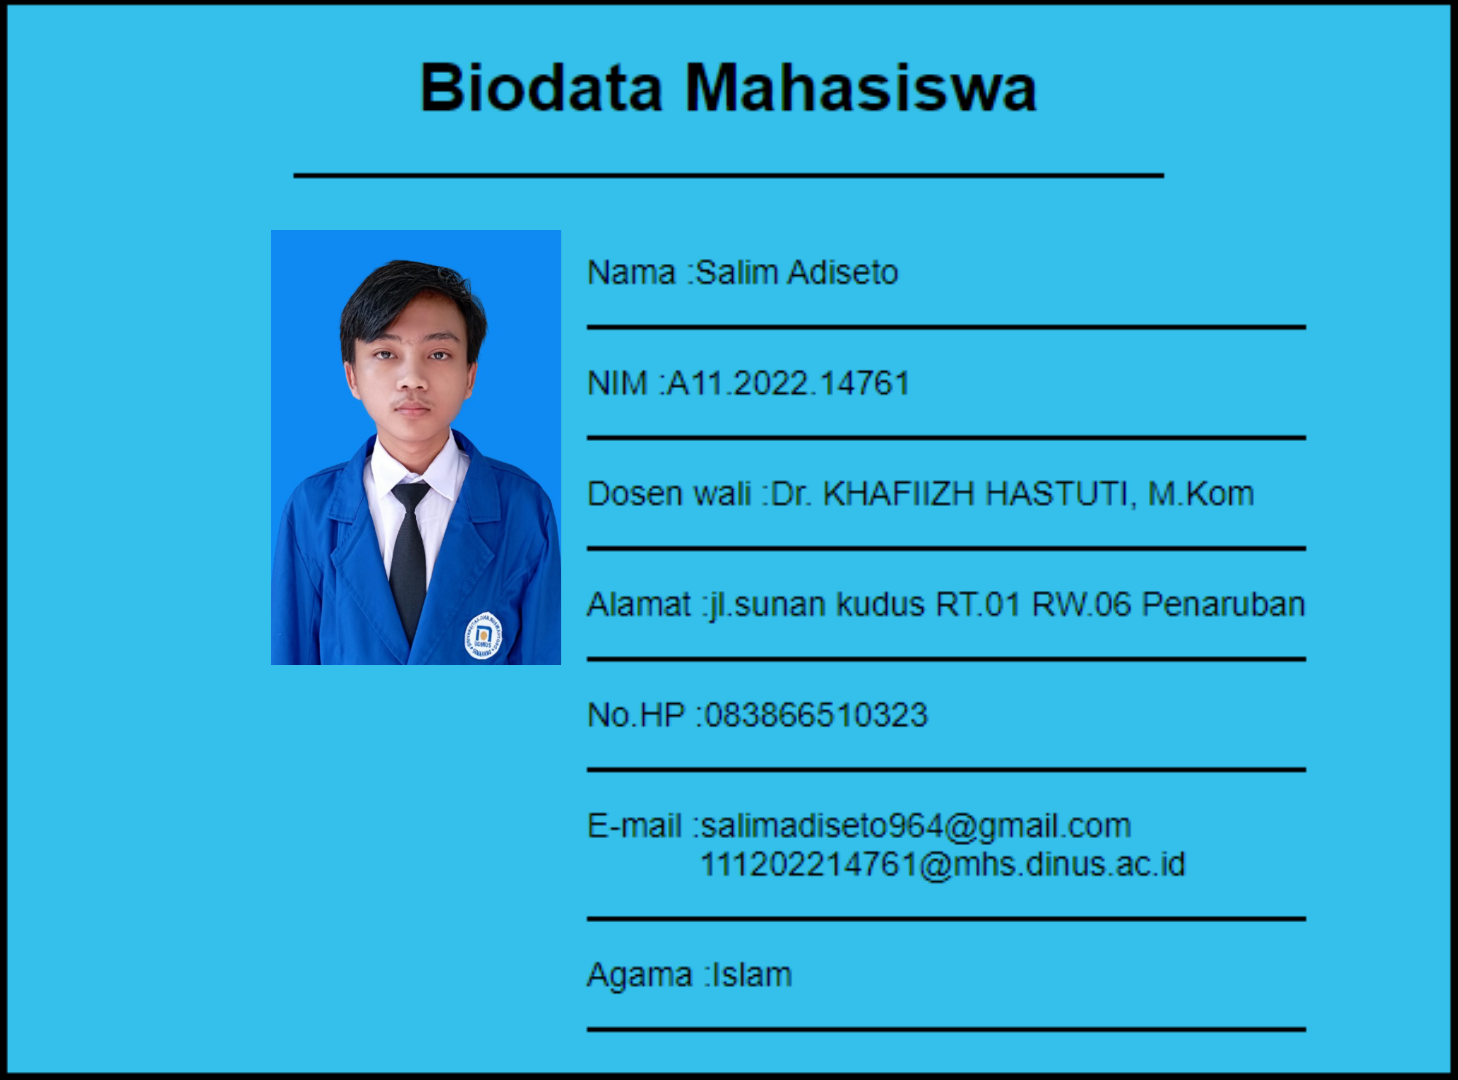 Biodata Mahasiswa
Nama :Salim Adiseto
NIM :A11.2022.14761
Dosen wali :Dr. KHAFIIZH HASTUTI, M.Kom
Alamat :jl.sunan kudus RT.01 RW.06 Penaruban
No.HP :083866510323
E-mail :salimadiseto964@gmail.com
111202214761@mhs.dinus.ac.id
Agama :Islam